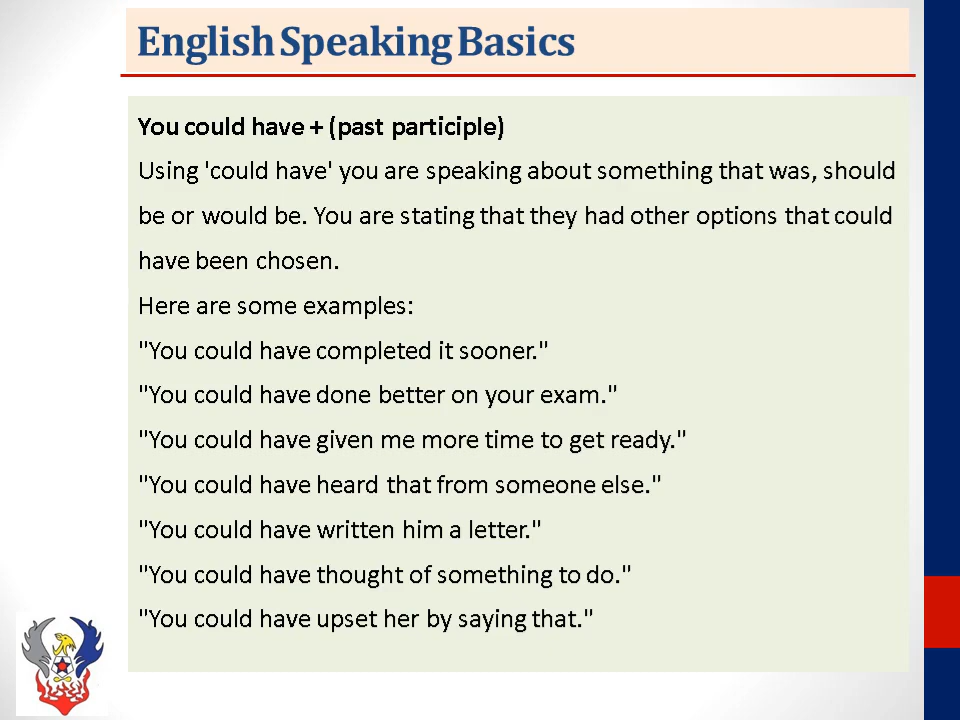 English Speaking Basics
You could have + (past participle)
Using 'could have' you are speaking about something that was, should
be or would be. You are stating that they had other options that could
have been chosen.
Here are some examples:
"You could have completed it sooner."
"You could have done better on your exam."
"You could have given me more time to get ready."
"You could have heard that from someone else."
"You could have written him a letter."
"You could have thought of something to do."
"You could have upset her by saying that."